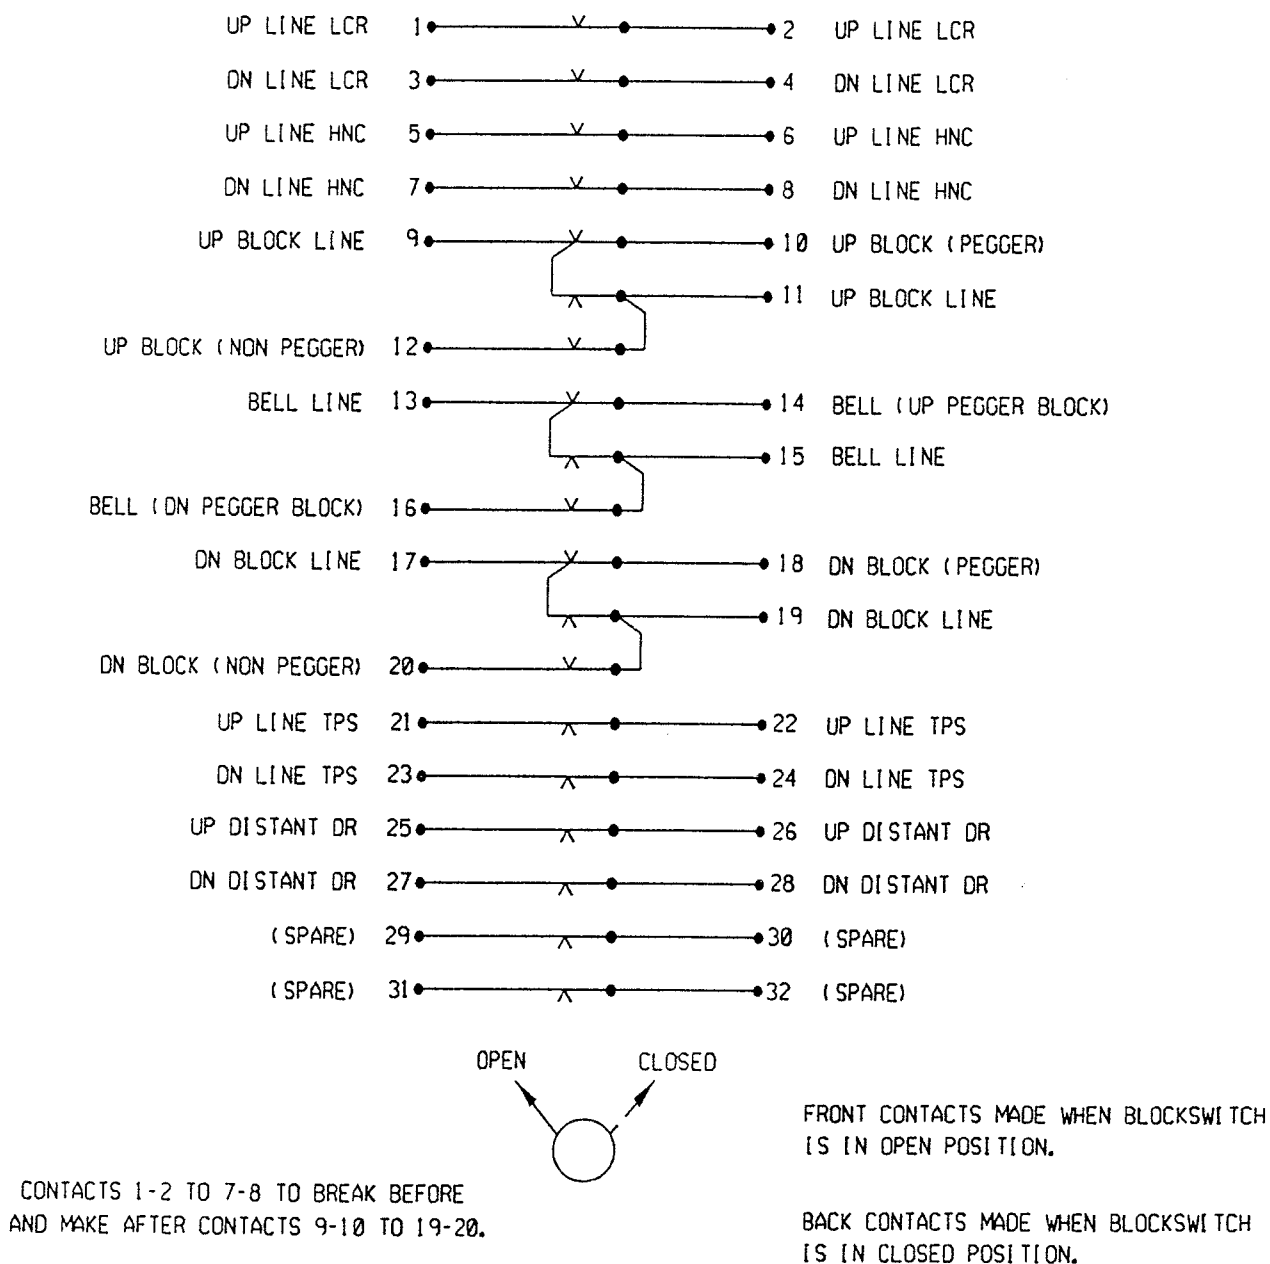 UP LINE LCR 1 2 UP LINE LCR
DN LINE LCR 3 4 DN LINE LCR
UP LINE HNC 5 6 UP LINE HNC
DN LINE HNC 7 8 DN LINE HNC
UP BLOCK LINE 9 10 UP BLOCK (PEGGER)
11 UP BLOCK LINE
UP BLOCK (NON PEGGER) 12
BELL LINE 13 14 BELL (UP PEGGER BLOCK)
15 BELL LINE
BELL (DN PEGGER BLOCK) 16
DN BLOCK LINE 17 18 DN BLOCK (PEGGER)
19 DN BLOCK LINE
DN BLOCK (NON PEGGER) 20
UP LINE TPS 21 22 UP LINE TPS
DN LINE TPS 23 24 DN LINE TPS
UP DISTANT DR 25 26 UP DISTANT DR
DN DISTANT DR 27 28 DN DISTANT DR
(SPARE) 29 30 (SPARE)
(SPARE) 31 32 (SPARE)
OPEN CLOSED
FRONT CONTACTS MADE WHEN BLOCKSWITCH
IS IN OPEN POSITION.
CONTACTS 1-2 TO 7-8 TO BREAK BEFORE
AND MAKE AFTER CONTACTS 9-10 TO 19-20.
BACK CONTACTS MADE WHEN BLOCKSWITCH
IS IN CLOSED POSITION.